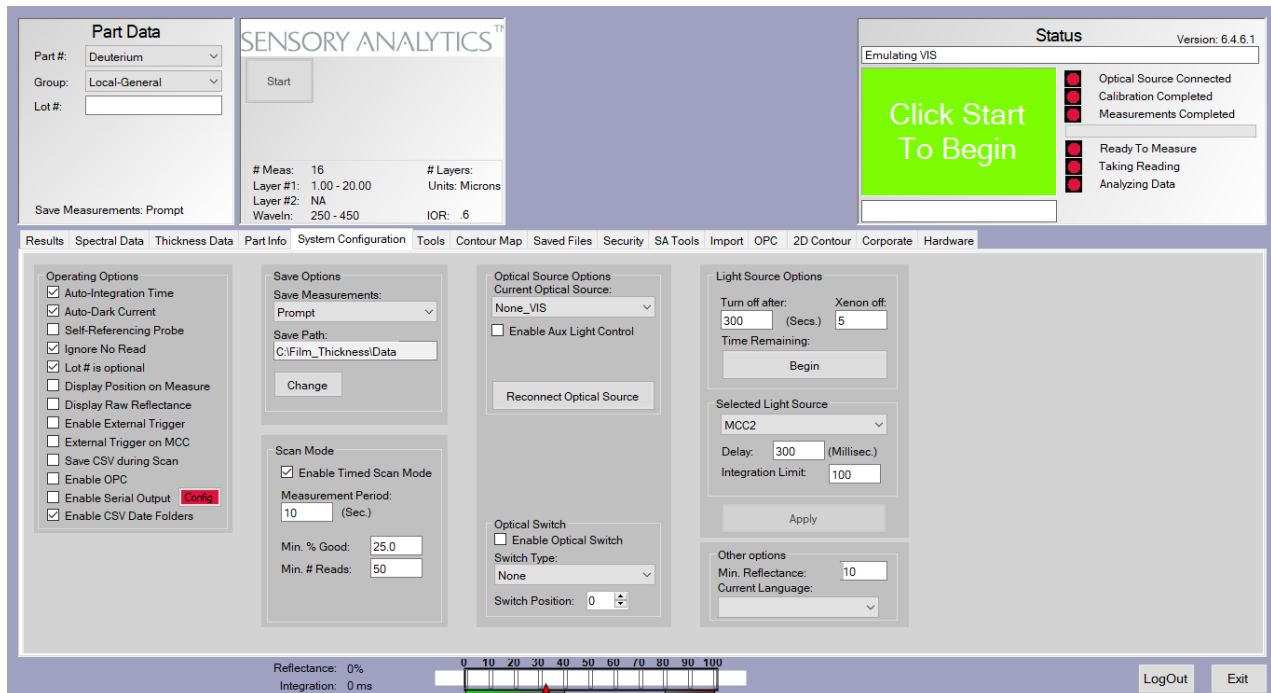 Part Data
Part#: Deuterium
Group: Local-General
Lot #:
Save Measurements: Prompt
SENSORY ANALYTICS™
Start
# Meas: 16 # Layers:
Layer #1: 1.00 - 20.00 Units: Microns
Layer #2: NA
Waveln: 250 - 450 IOR: .6
Status
Version: 6.4.6.1
Emulating VIS
Click Start
To Begin
Optical Source Connected
Calibration Completed
Measurements Completed
Ready To Measure
Taking Reading
Analyzing Data
Results Spectral Data Thickness Data Part Info System Configuration Tools Contour Map Saved Files Security SA Tools Import OPC 2D Contour Corporate Hardware
Operating Options
Auto-Integration Time
Auto-Dark Current
Self-Referencing Probe
Ignore No Read
Lot # is optional
Display Position on Measure
Display Raw Reflectance
Enable External Trigger
External Trigger on MCC
Save CSV during Scan
Enable OPC
Enable Serial Output Config
Enable CSV Date Folders
Save Options
Save Measurements:
Prompt
Save Path:
C:\Film_Thickness\Data
Change
Scan Mode
Enable Timed Scan Mode
Measurement Period:
10 (Sec.)
Min. % Good: 25.0
Min. # Reads: 50
Optical Source Options
Current Optical Source:
None_VIS
Enable Aux Light Control
Reconnect Optical Source
Optical Switch
Enable Optical Switch
Switch Type:
None
Switch Position: 0
Light Source Options
Turn off after: Xenon off:
300 (Secs.) 5
Time Remaining:
Begin
Selected Light Source
MCC2
Delay: 300 (Millisec.)
Integration Limit: 100
Apply
Other options
Min. Reflectance: 10
Current Language:
Reflectance: 0%
Integration: 0 ms
0 10 20 30 40 50 60 70 80 90 100
LogOut Exit